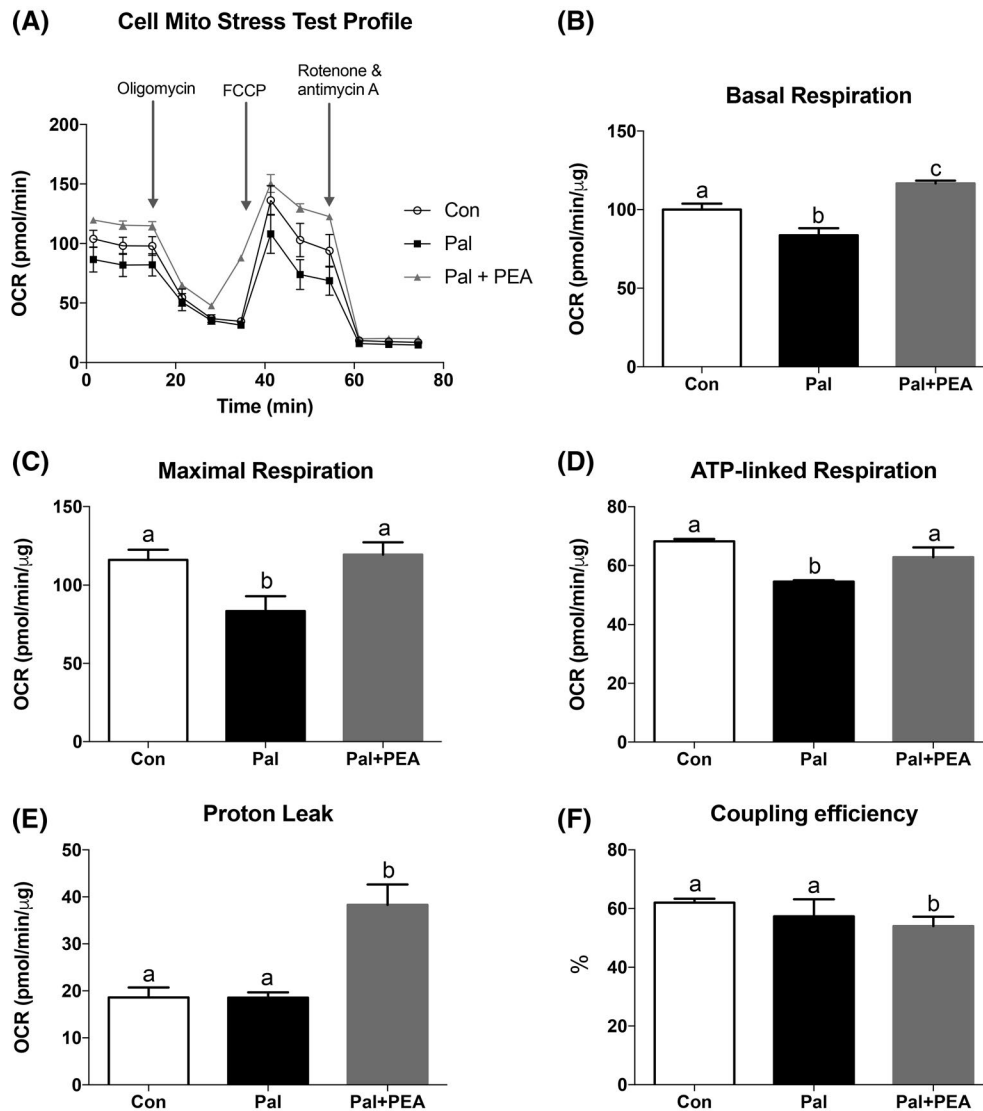 (A)
Cell Mito Stress Test Profile
Oligomycin
FCCP
Rotenone &
antimycin A
OCR (pmol/min)
200
150
100
50
0
0
20
40
60
80
Time (min)
Con
Pal
Pal + PEA
(B)
Basal Respiration
OCR (pmol/min/µg)
150
100
50
0
a
b
c
Con
Pal
Pal+PEA
(C)
Maximal Respiration
OCR (pmol/min/µg)
150
100
50
0
a
b
a
Con
Pal
Pal+PEA
(D)
ATP-linked Respiration
OCR (pmol/min/µg)
80
60
40
20
0
a
b
a
Con
Pal
Pal+PEA
(E)
Proton Leak
OCR (pmol/min/µg)
50
40
30
20
10
0
a
a
b
Con
Pal
Pal+PEA
(F)
Coupling efficiency
%
80
60
40
20
0
a
a
b
Con
Pal
Pal+PEA